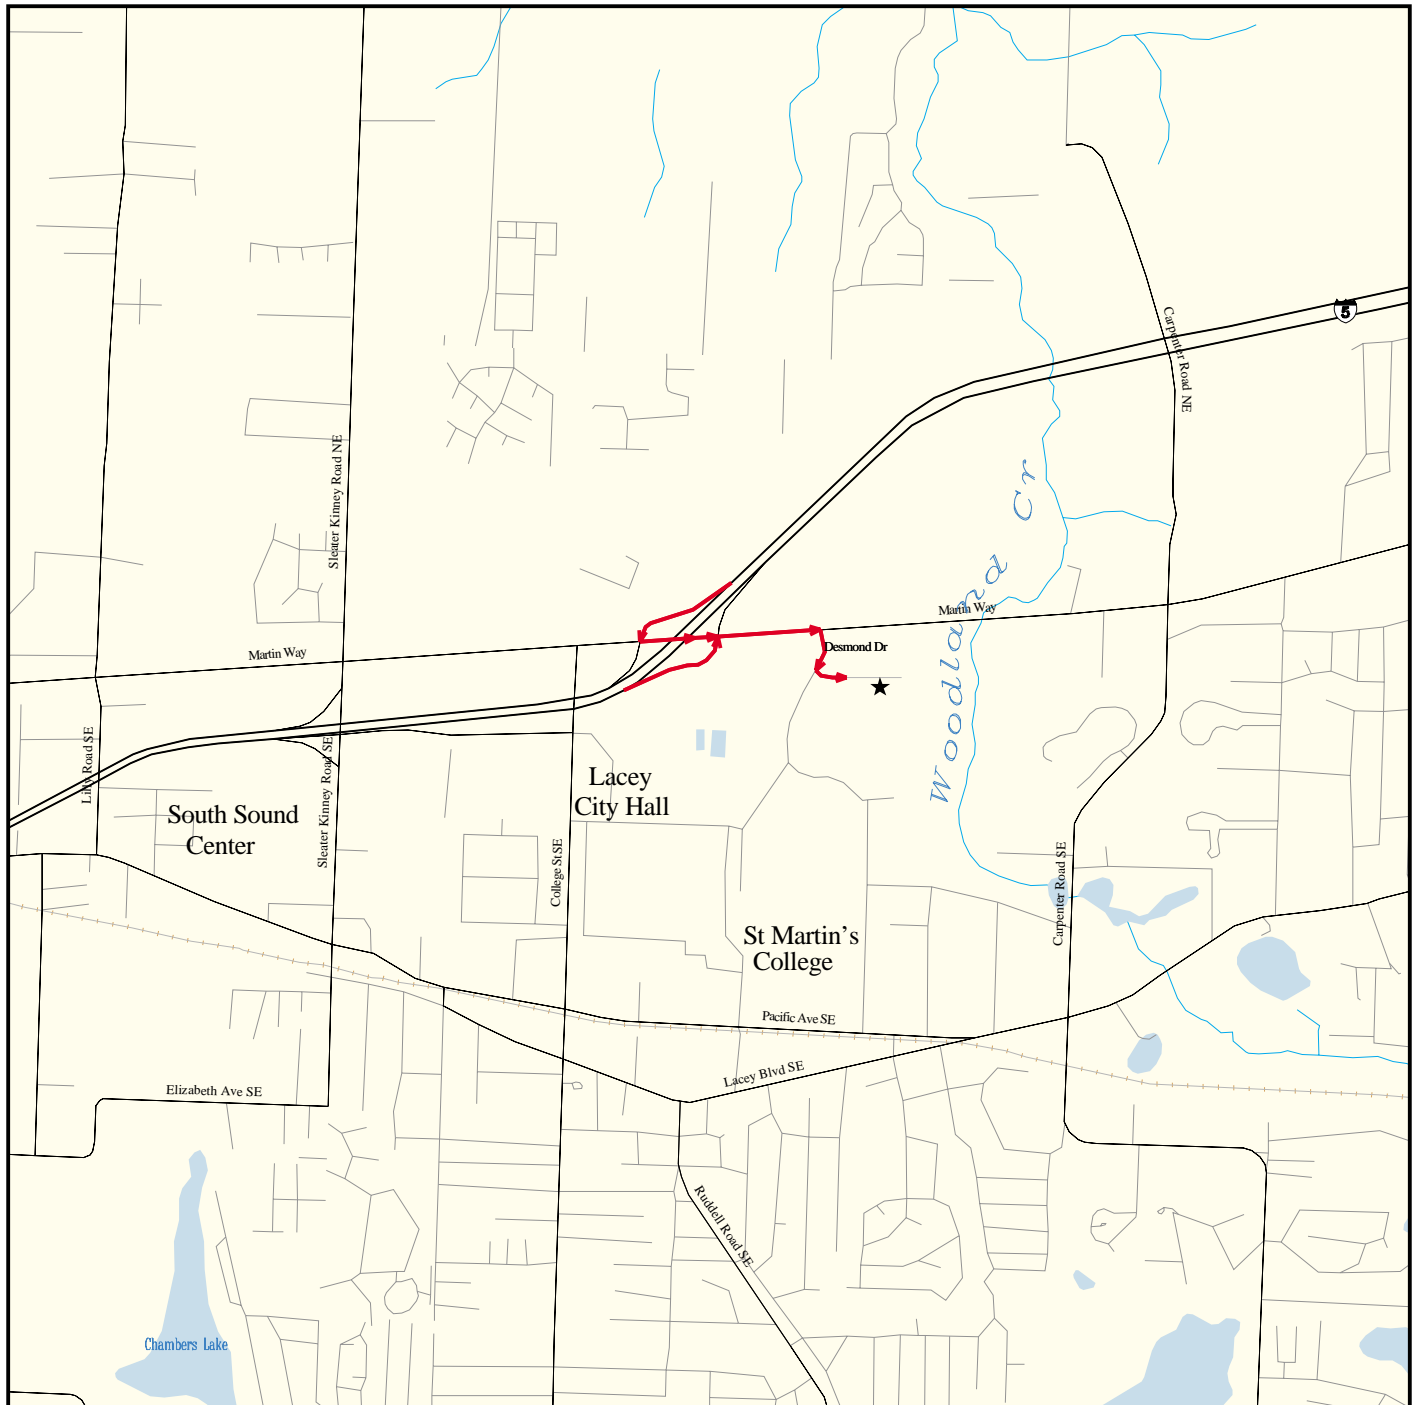 5
Carpenter Road NE
Sleater Kinney Road NE
Woodland Cr
Martin Way
Desmond Dr
Martin Way
Lilly Road SE
Sleater Kinney Road SE
Lacey
City Hall
South Sound
Center
College St SE
Carpenter Road SE
St Martin's
College
Pacific Ave SE
Lacey Blvd SE
Elizabeth Ave SE
Ruddell Road SE
Chambers Lake